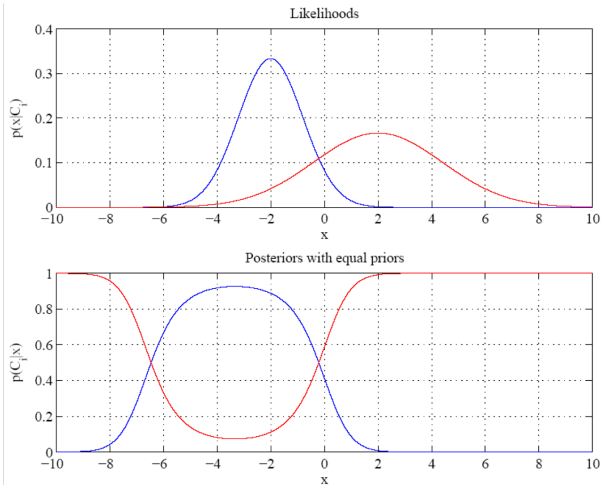 Likelihoods
0.4
0.3
0.2
0.1
0
p(x|C_i)
−10 −8 −6 −4 −2 0 2 4 6 8 10
x
Posteriors with equal priors
1
0.8
0.6
0.4
0.2
0
p(C_i|x)
−10 −8 −6 −4 −2 0 2 4 6 8 10
x